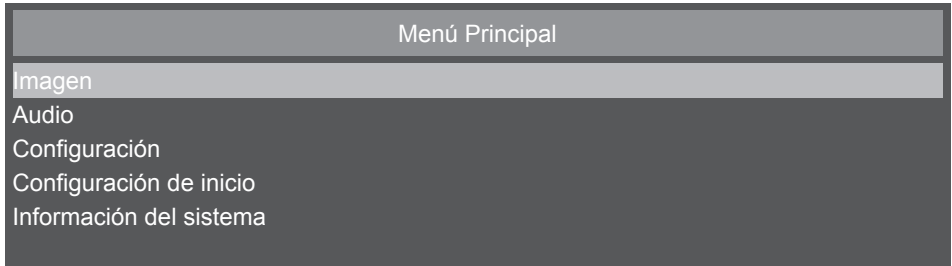 Menú Principal
Imagen
Audio
Configuración
Configuración de inicio
Información del sistema